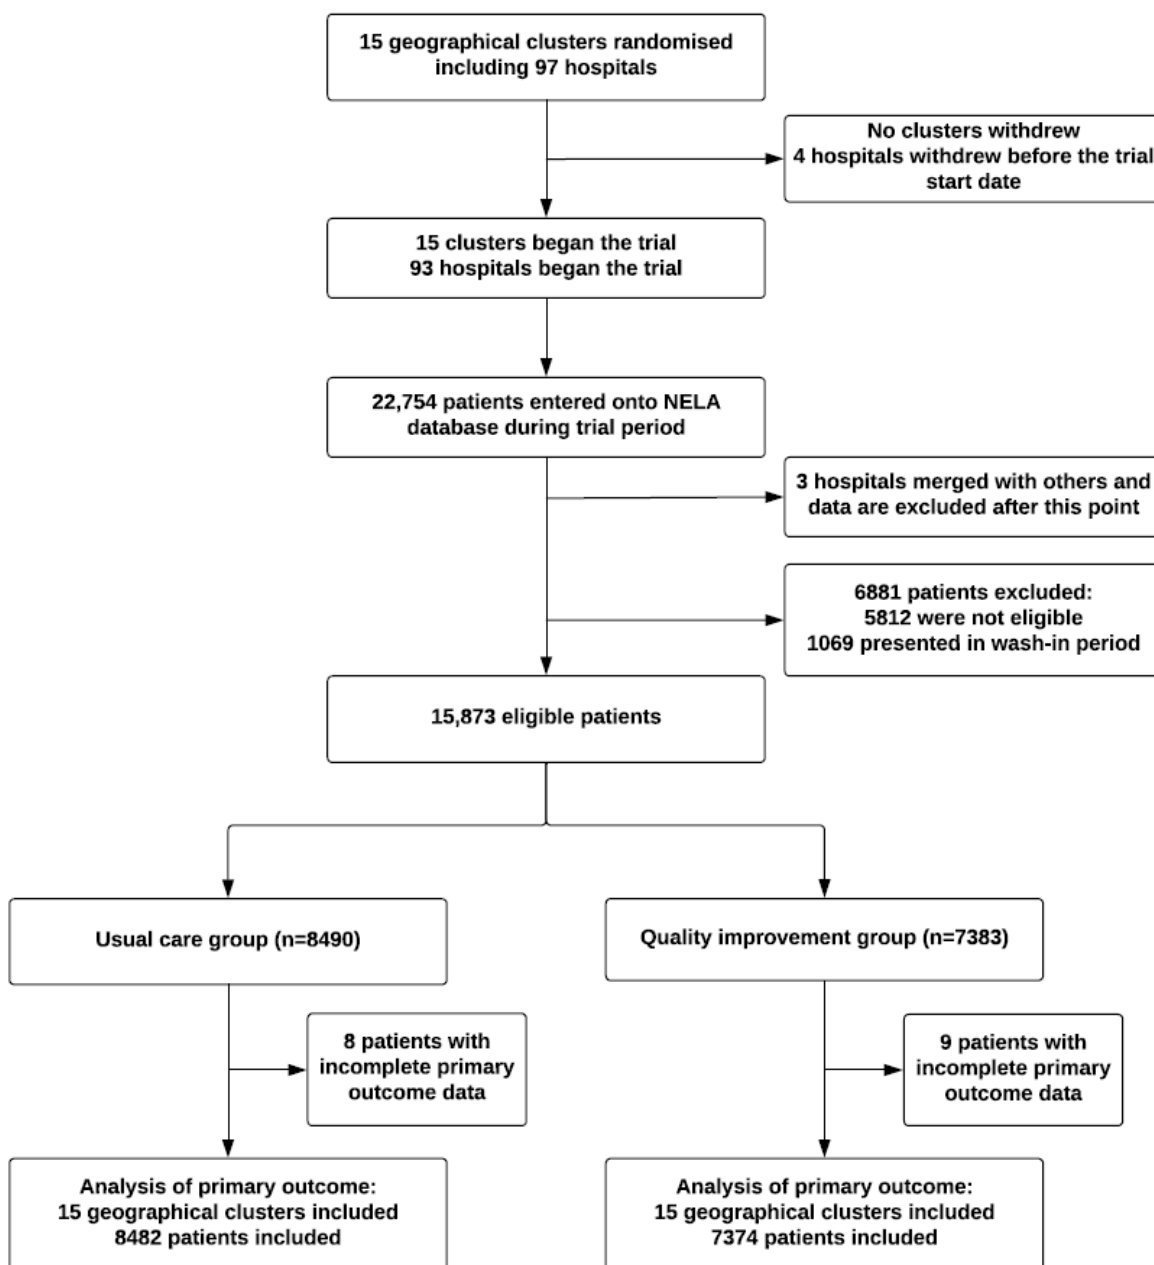 15 geographical clusters randomised
including 97 hospitals
No clusters withdrew
4 hospitals withdrew before the trial
start date
15 clusters began the trial
93 hospitals began the trial
22,754 patients entered onto NELA
database during trial period
3 hospitals merged with others and
data are excluded after this point
6881 patients excluded:
5812 were not eligible
1069 presented in wash-in period
15,873 eligible patients
Usual care group (n=8490)
Quality improvement group (n=7383)
8 patients with
incomplete primary
outcome data
9 patients with
incomplete primary
outcome data
Analysis of primary outcome:
15 geographical clusters included
8482 patients included
Analysis of primary outcome:
15 geographical clusters included
7374 patients included